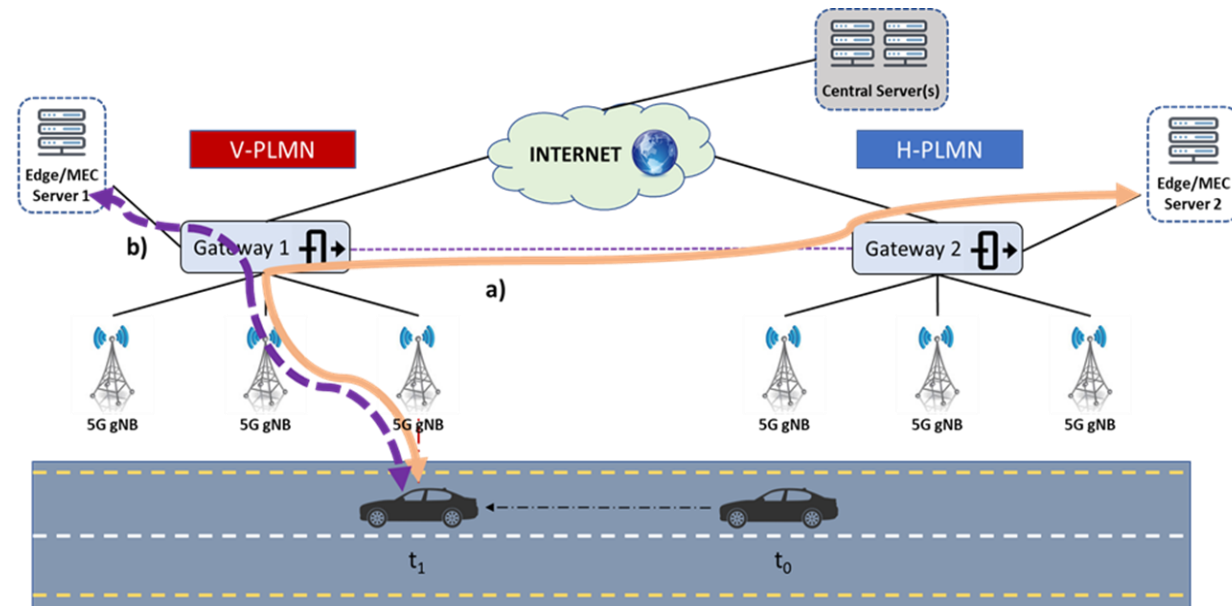 Central Server(s)
V-PLMN
INTERNET
H-PLMN
Edge/MEC
Server 1
Edge/MEC
Server 2
b)
Gateway 1
Gateway 2
a)
5G gNB
5G gNB
5G gNB
5G gNB
5G gNB
5G gNB
t1
t0